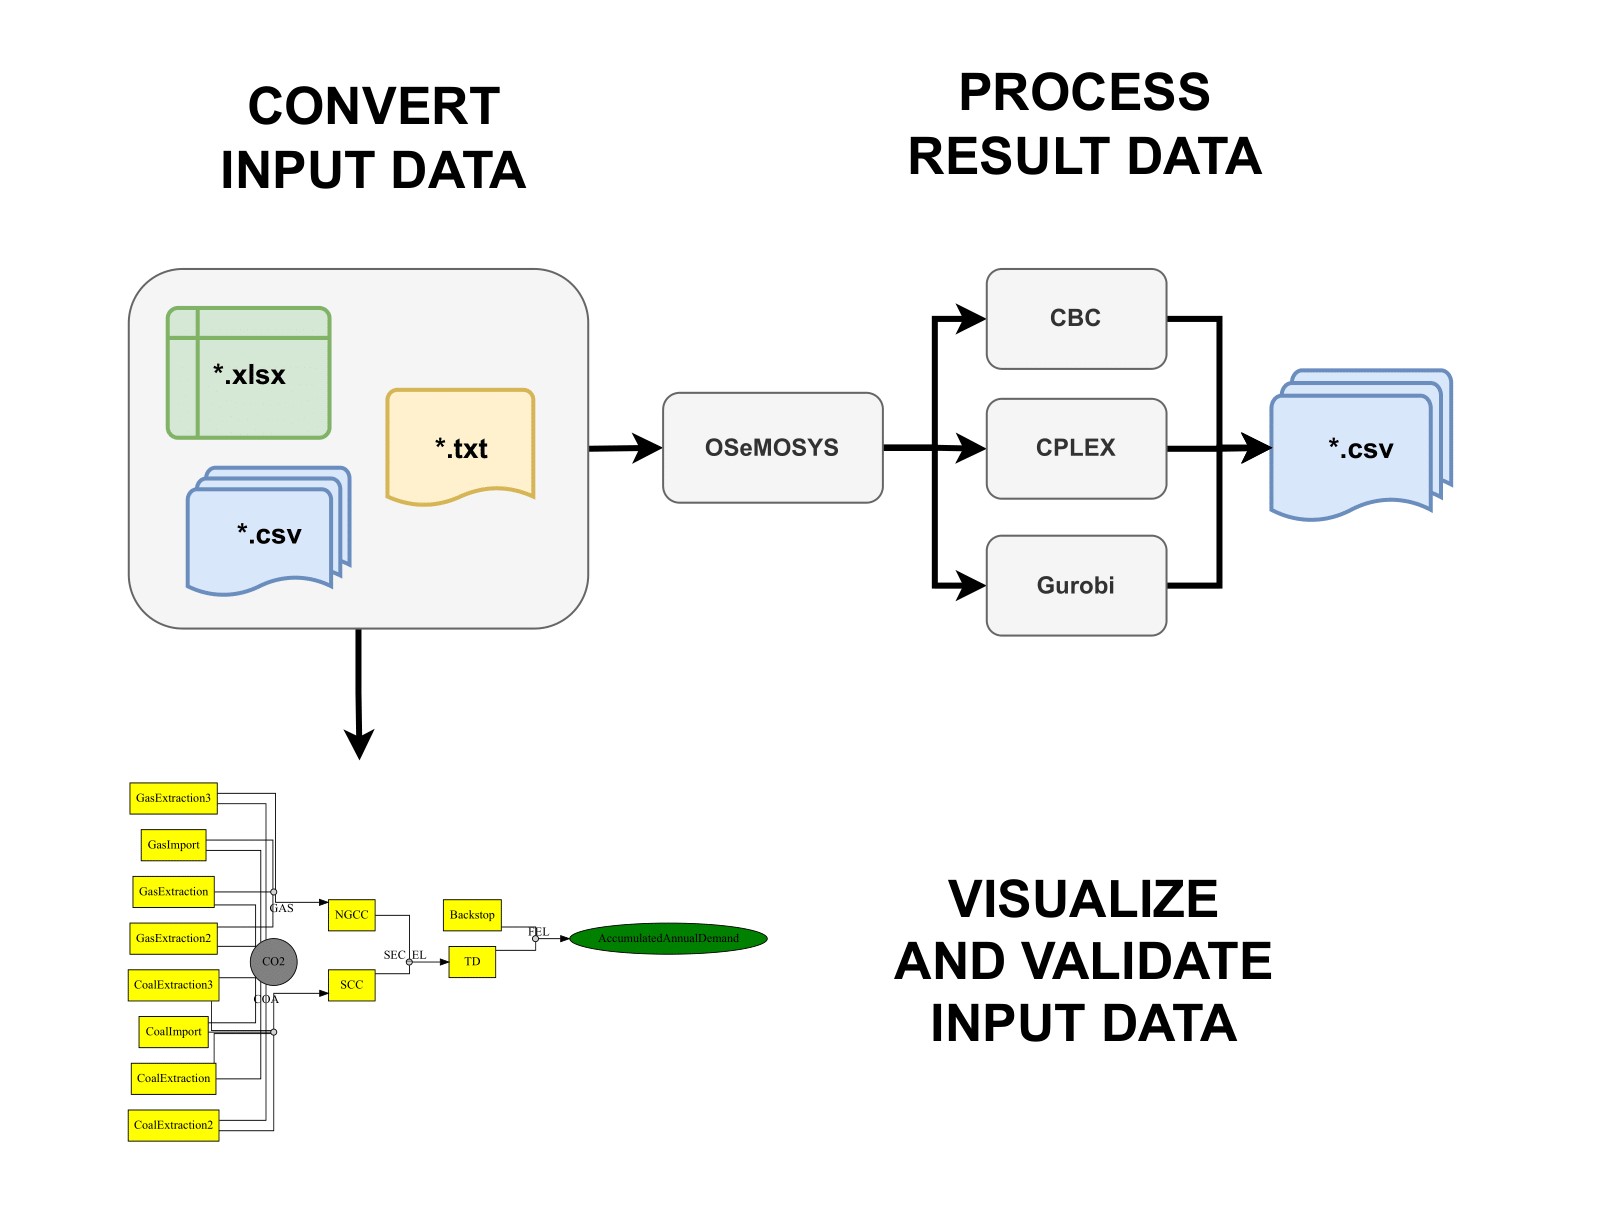 CONVERT
INPUT DATA
PROCESS
RESULT DATA
*.xlsx
*.txt
*.csv
OSeMOSYS
CBC
CPLEX
Gurobi
*.csv
GasExtraction3
GasImport
GasExtraction
GasExtraction2
CoalExtraction3
CoalImport
CoalExtraction
CoalExtraction2
CO2
GAS
COA
NGCC
SCC
SEC_EL
Backstop
TD
FEL
AccumulatedAnnualDemand
VISUALIZE
AND VALIDATE
INPUT DATA